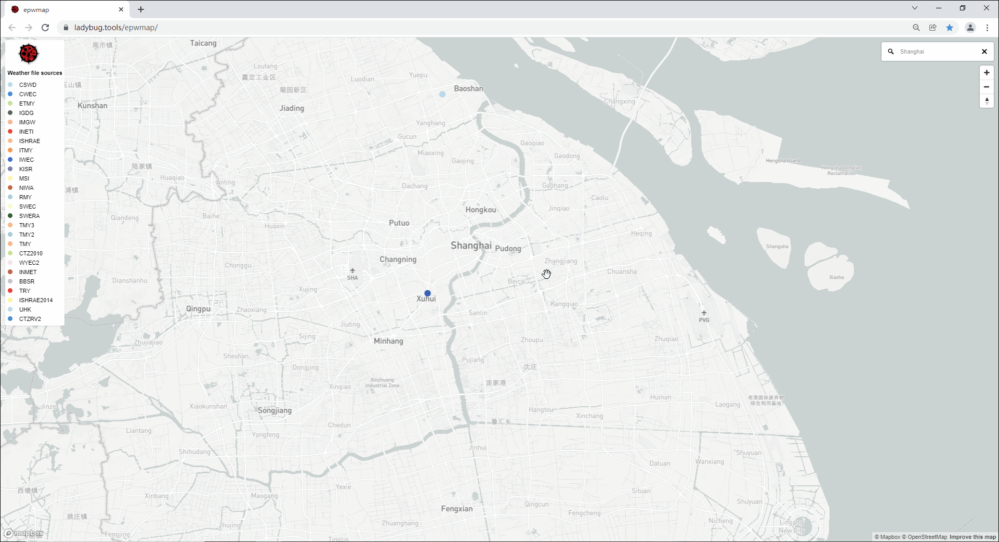 epwmap
ladybug.tools/epwmap/
Shanghai
Weather file sources
CSWD
CWEC
ETMY
IGDG
IMGW
INETI
ISHRAE
ITMY
IWEC
KISR
MSI
NIWA
RMY
SWEC
SWERA
TMY3
TMY2
TMY
CTZ2010
WYEC2
INMET
BBSR
TRY
ISHRAE2014
UHK
CTZRV2
周市镇
Taicang
Loutang
嘉定工业区
Luodian
Yuepu
玉山镇
菊园新区
Baoshan
Changxing
Kunshan
Jiading
Yanghang
Gucun
Gaoqiao
Miaoxing
Gaodong
Gaojing
Hengsha Island
陆家镇
Hengsha Dongtan
Reclamation
Huaqiao
Anting
Dachang
Gaohang
浦镇
Caolu
Hongkou
Jinqiao
Qiandeng
Baihe
Putuo
Huaxin
Heqing
Shanghai
Pudong
Shangsha
Changning
Zhangjiang
Chonggu
Chuansha
SHA
Xiasha
Dianshanhu
Beicai
Xujing
Xuhui
Kangqiao
Qingpu
Zhaoxiang
Sanlin
PVG
Jiuting
Sijing
Zhujiajiao
Minhang
Zhoupu
Zhuqiao
Sheshan
Pujiang
Dongjing
沈庄
Xinzhuang
Industrial Zone
Xinqiao
淡家港
Huinan
老港固体废弃物
综合利用基地
Jinze
Xiaokunshan
Laogang
Songjiang
Hangtou
Xinchang
鲁汇乡
Chedun
Liantang
Yongfeng
Jinhui
Shihudang
Shuyuan
Datuan
Wanxiang
Yexie
西塘镇
Xinbang
Maogang
Situan
Shuyuan
Fengxian
Qingcun
Fengcheng
姚庄镇
Zhujing
Zhuanghang
Nicheng
Lingang
New City
Fengjing
Tinglin
mapbox
© Mapbox © OpenStreetMap Improve this map